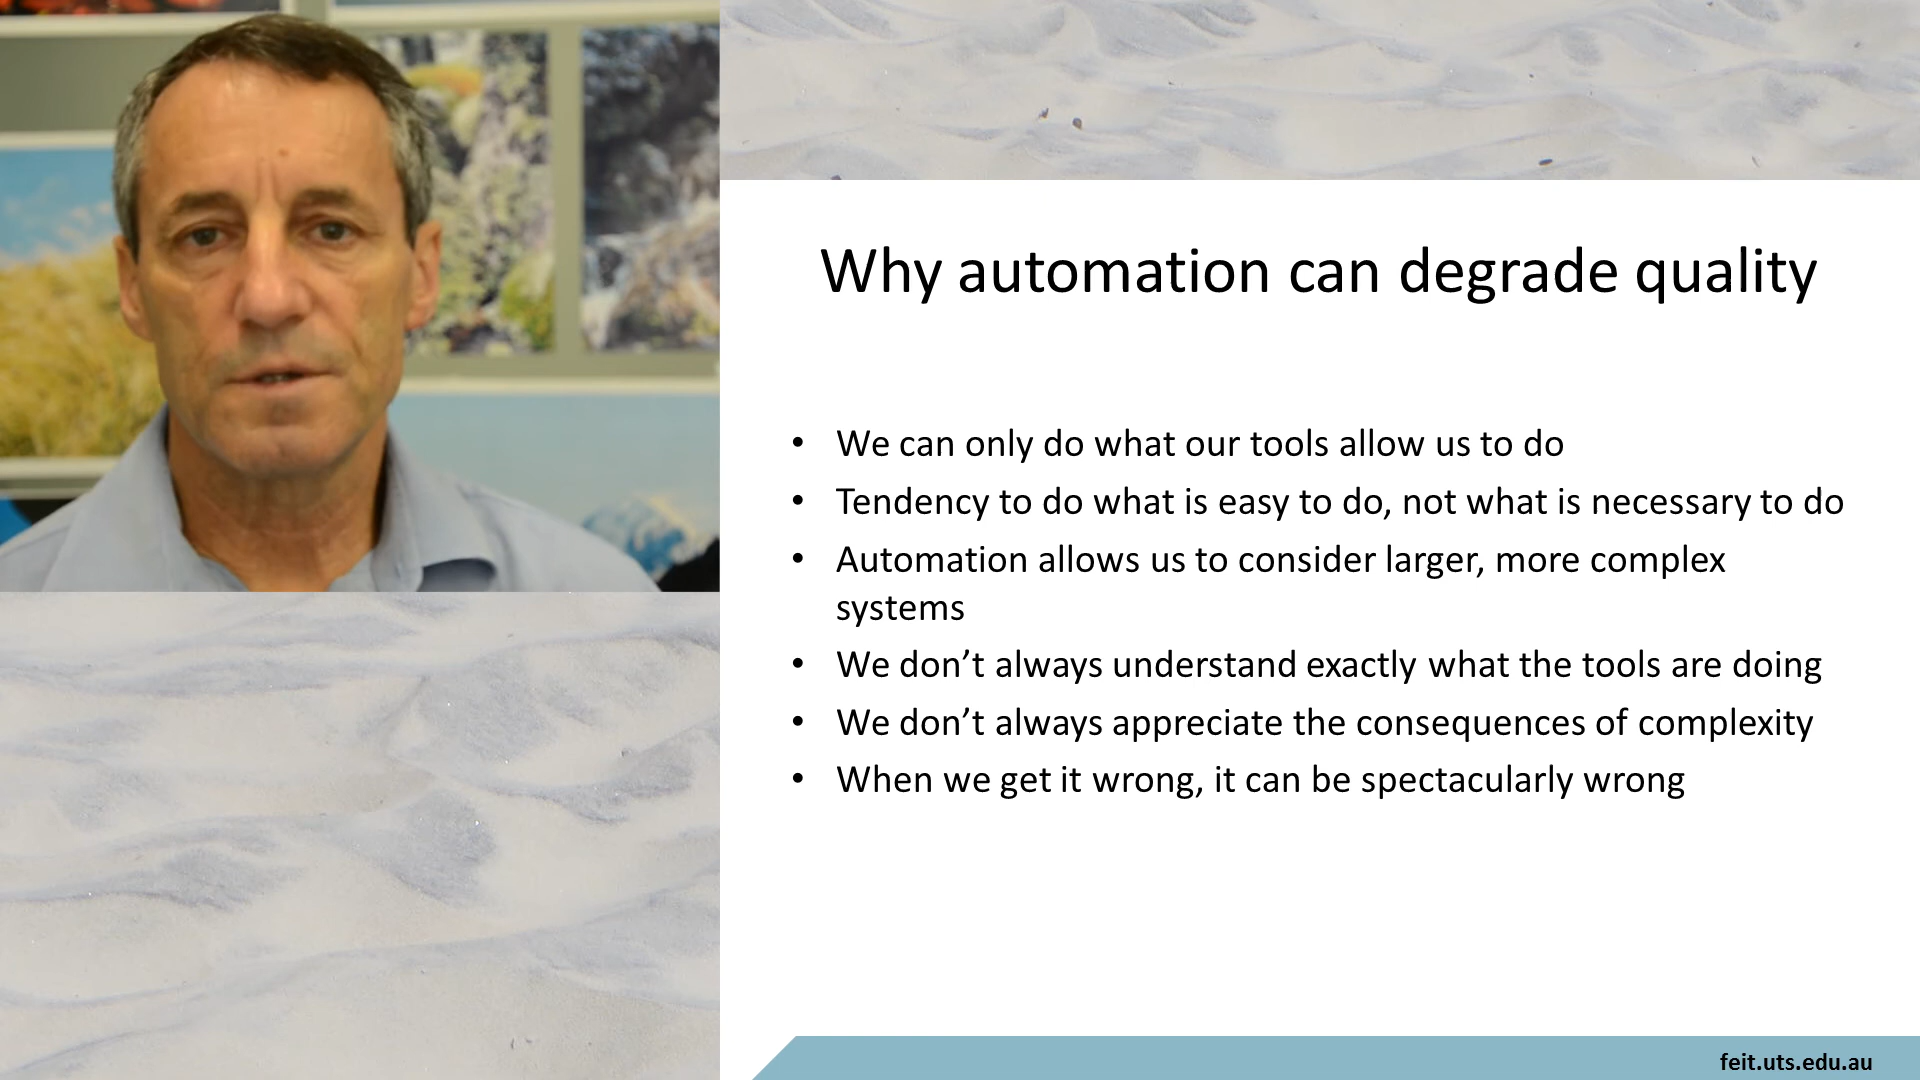 Why automation can degrade quality
• We can only do what our tools allow us to do
• Tendency to do what is easy to do, not what is necessary to do
• Automation allows us to consider larger, more complex
systems
• We don’t always understand exactly what the tools are doing
• We don’t always appreciate the consequences of complexity
• When we get it wrong, it can be spectacularly wrong
feit.uts.edu.au